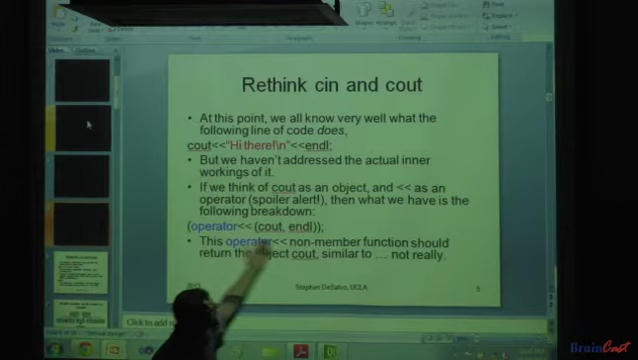 Rethink cin and cout
• At this point, we all know very well what the
following line of code does,
cout<<"Hi there!\n"<<endl;
• But we haven't addressed the actual inner
workings of it.
• If we think of cout as an object, and << as an
operator (spoiler alert!), then what we have is the
following breakdown:
(operator<< (cout, endl));
• This operator<< non-member function should
return the object cout, similar to … not really.
Stephen DeSalvo, UCLA
5
Click to add
BrainCast